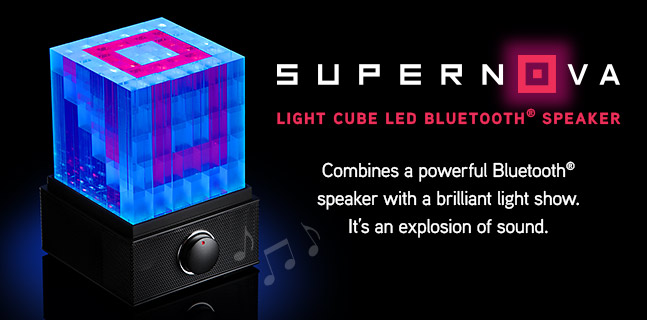 SUPERNOVA
LIGHT CUBE LED BLUETOOTH® SPEAKER
Combines a powerful Bluetooth®
speaker with a brilliant light show.
It's an explosion of sound.